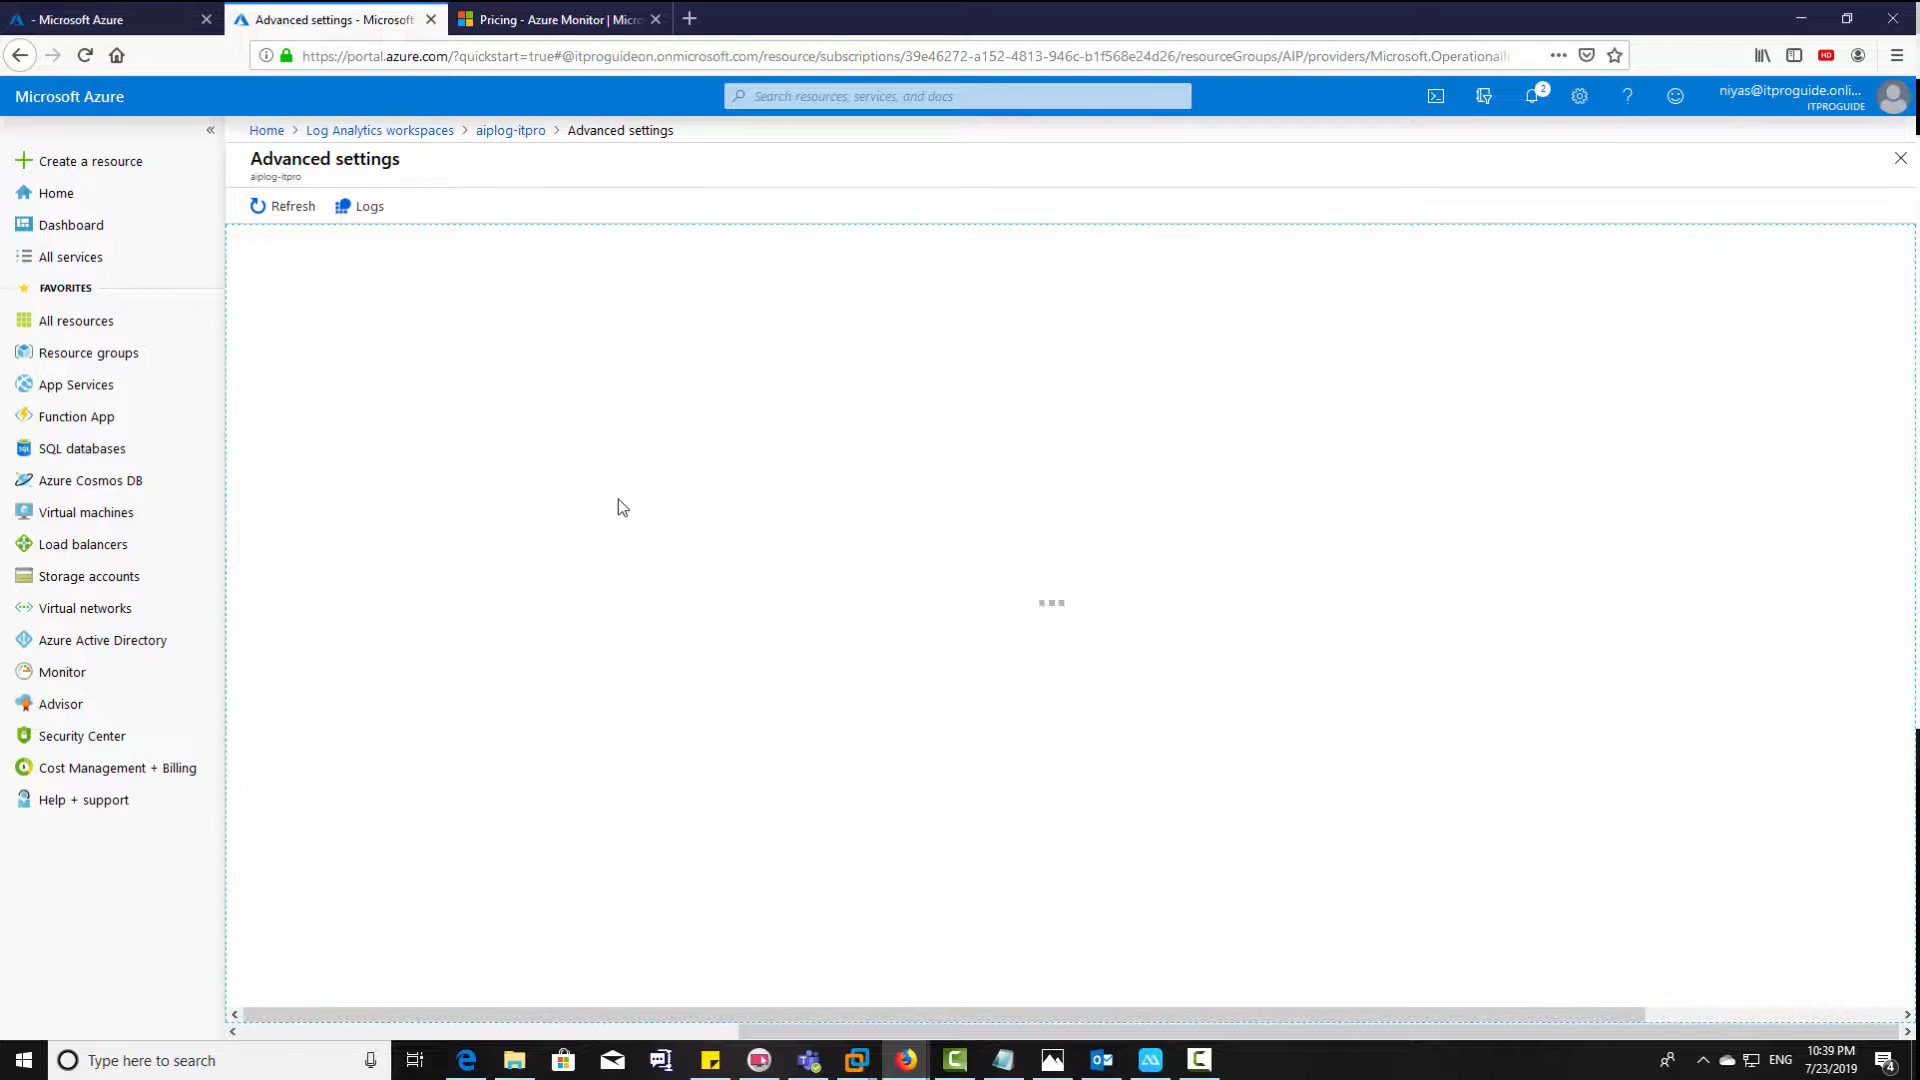 - Microsoft Azure
Advanced settings - Microsoft
Pricing - Azure Monitor | Micro
https://portal.azure.com/?quickstart=true#@itproguideon.onmicrosoft.com/resource/subscriptions/39e46272-a152-4813-946c-b1f568e24d26/resourceGroups/AIP/providers/Microsoft.OperationalI
HD
Microsoft Azure
Search resources, services, and docs
2
niyas@itproguide.onli...
ITPROGUIDE
Home > Log Analytics workspaces > aiplog-itpro > Advanced settings
Advanced settings
aiplog-itpro
Refresh
Logs
Create a resource
Home
Dashboard
All services
FAVORITES
All resources
Resource groups
App Services
Function App
SQL databases
Azure Cosmos DB
Virtual machines
Load balancers
Storage accounts
Virtual networks
Azure Active Directory
Monitor
Advisor
Security Center
Cost Management + Billing
Help + support
Type here to search
ENG
10:39 PM
7/23/2019
4